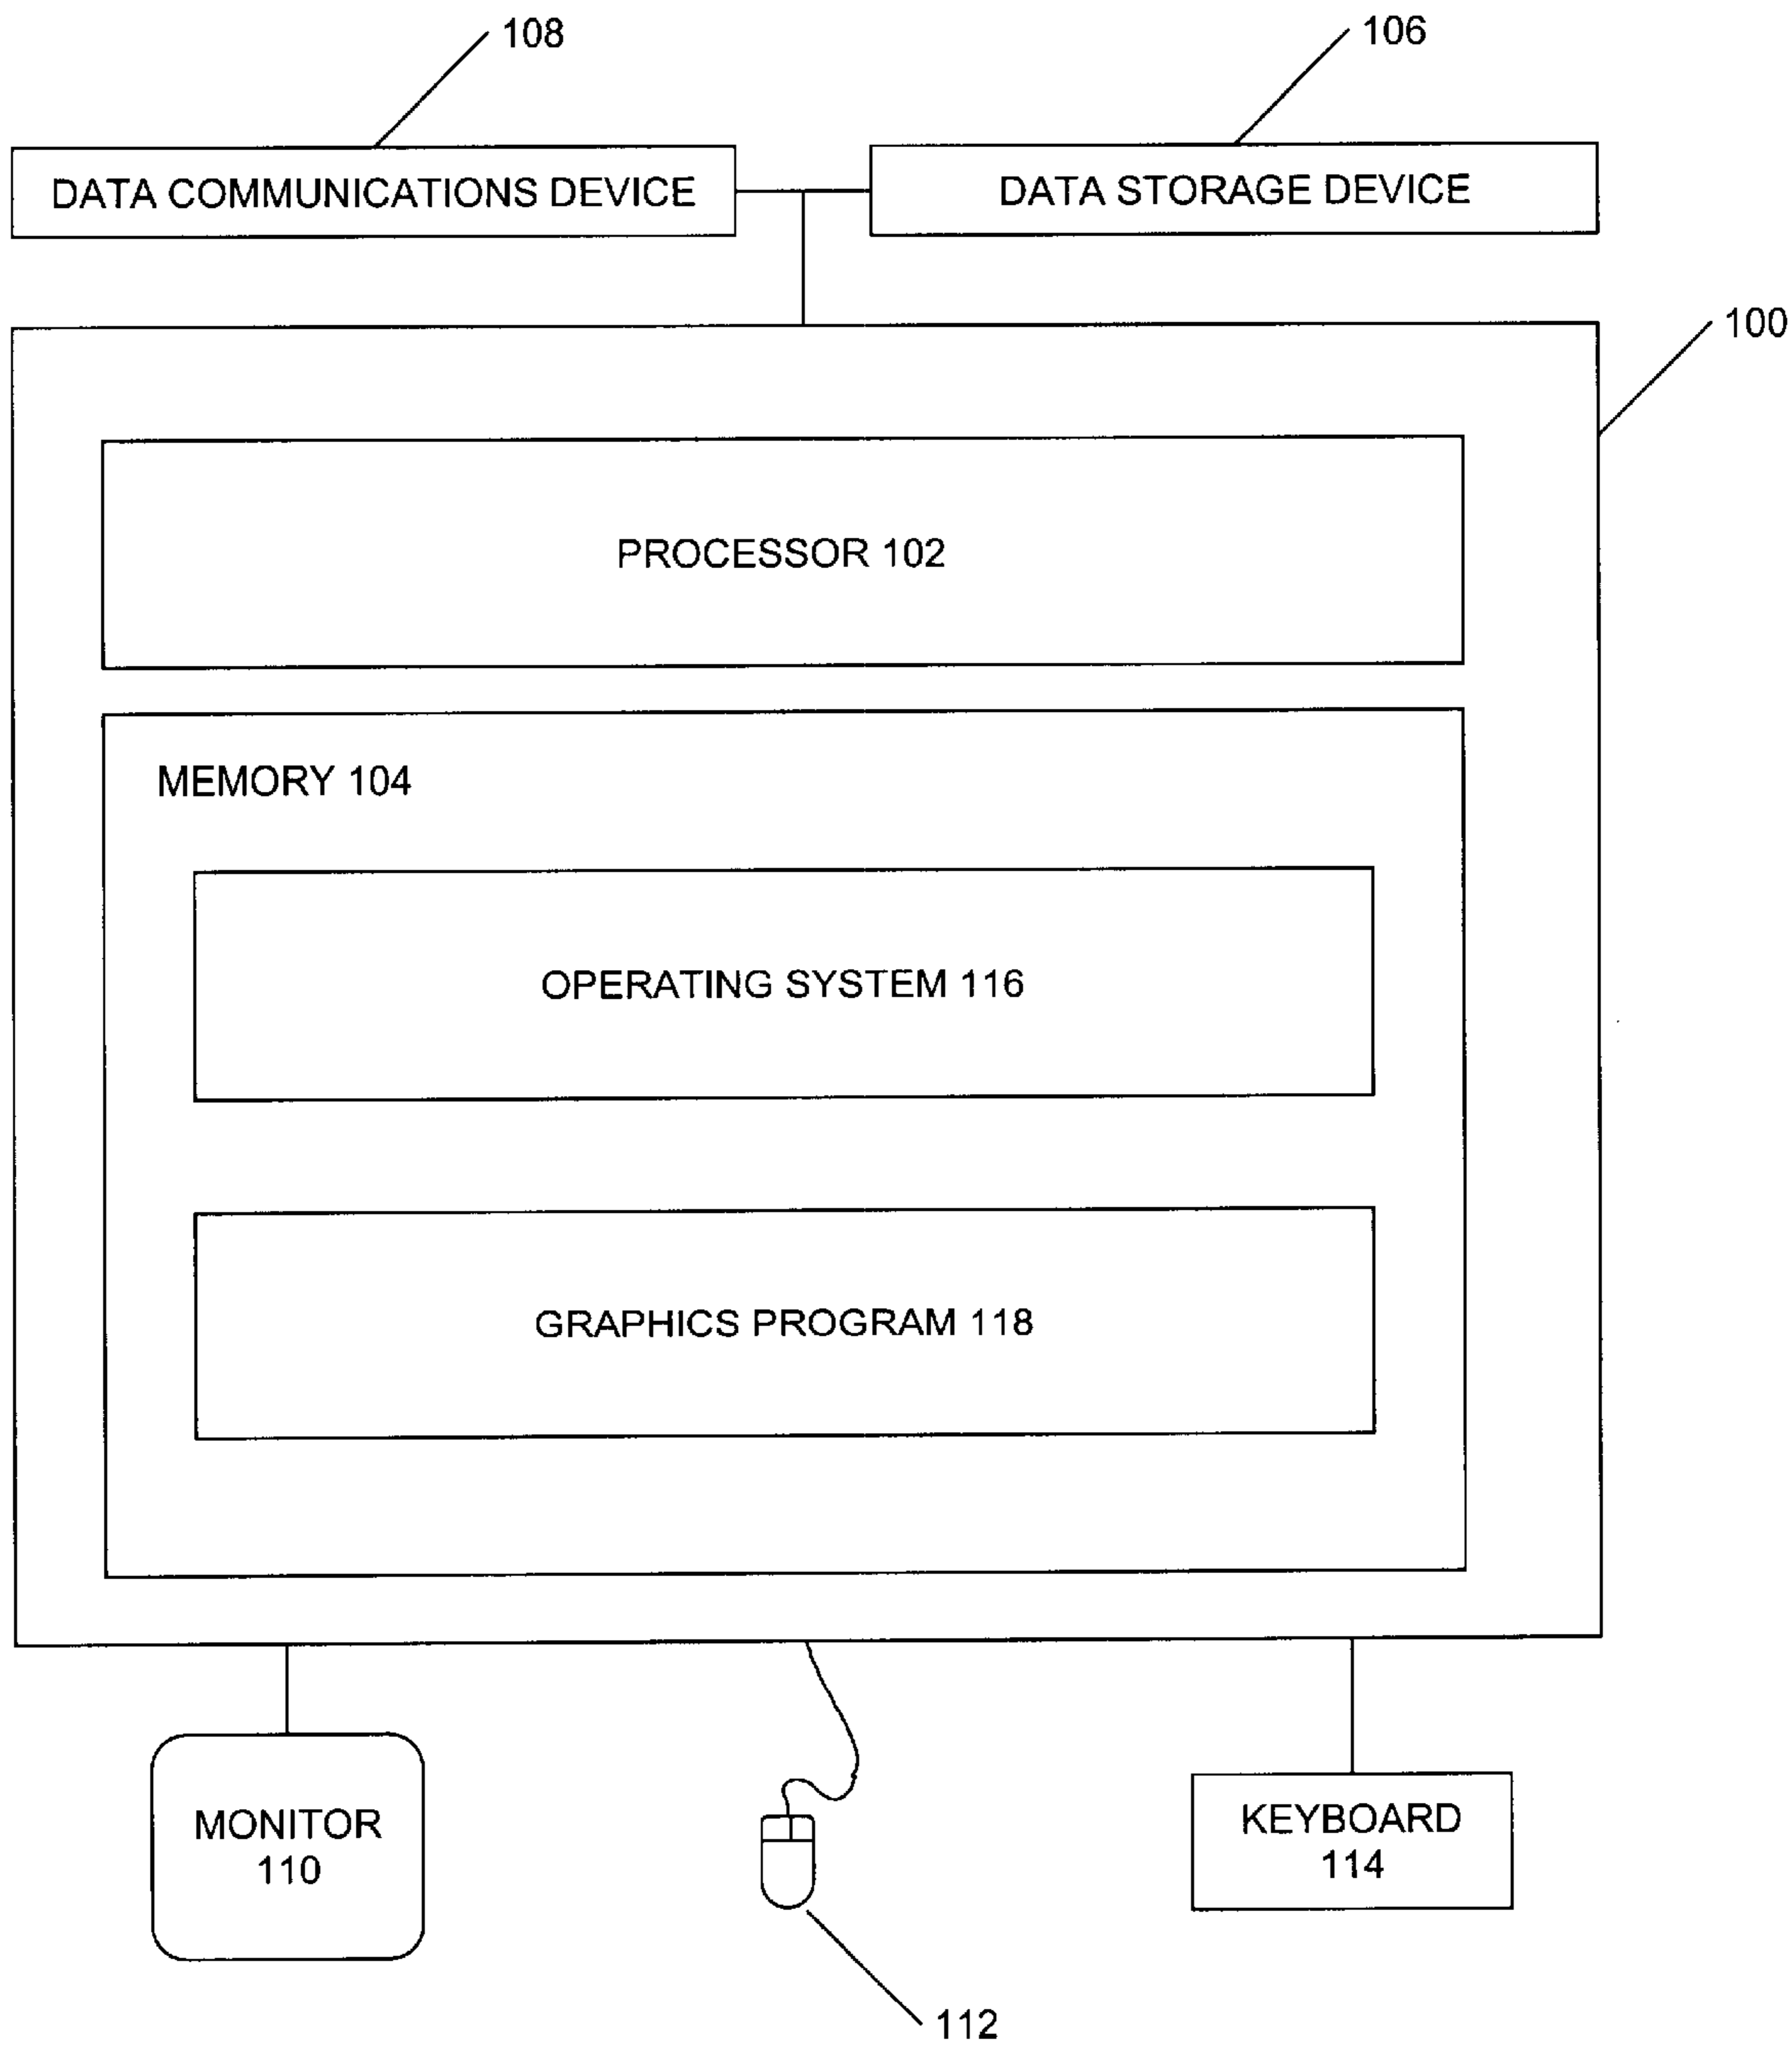 108
106
DATA COMMUNICATIONS DEVICE
DATA STORAGE DEVICE
100
PROCESSOR 102
MEMORY 104
OPERATING SYSTEM 116
GRAPHICS PROGRAM 118
MONITOR
110
KEYBOARD
114
112